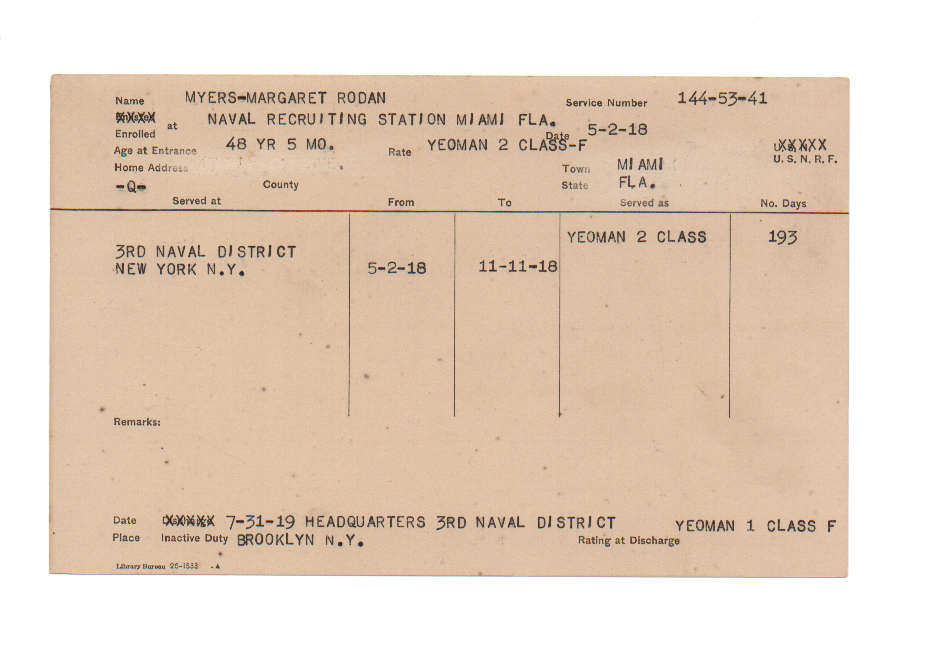 Name MYERS-MARGARET RODAN Service Number 144-53-41
XXXX
Enrolled at NAVAL RECRUITING STATION MIAMI FLA. Date 5-2-18
Age at Entrance 48 YR 5 MO. Rate YEOMAN 2 CLASS-F XXXXX
U. S. N. R. F.
Home Address Town MIAMI
-Q- County State FLA.
Served at From To Served as No. Days
YEOMAN 2 CLASS 193
3RD NAVAL DISTRICT
NEW YORK N.Y. 5-2-18 11-11-18
Remarks:
Date XXXXX 7-31-19 HEADQUARTERS 3RD NAVAL DISTRICT YEOMAN 1 CLASS F
Place Inactive Duty BROOKLYN N.Y. Rating at Discharge
Library Bureau 26-1533 -A